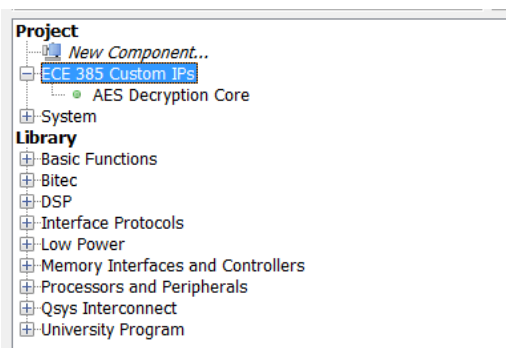 Project
New Component...
ECE 385 Custom IPs
AES Decryption Core
System
Library
Basic Functions
Bitec
DSP
Interface Protocols
Low Power
Memory Interfaces and Controllers
Processors and Peripherals
Qsys Interconnect
University Program